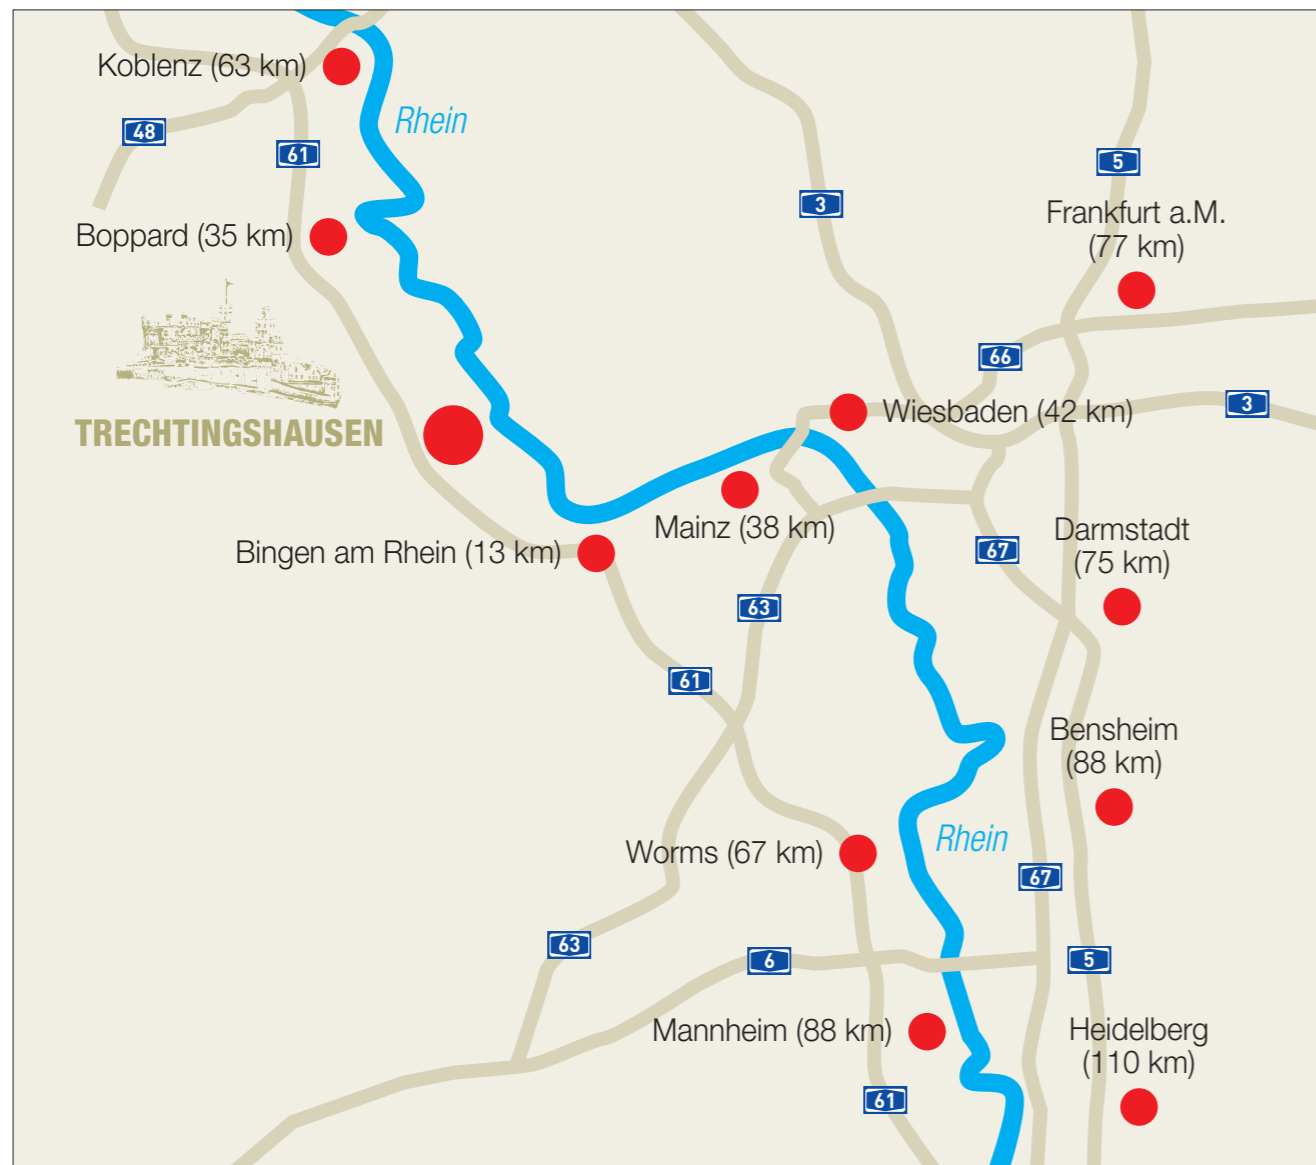 Koblenz (63 km)
Rhein
48
61
5
3
Frankfurt a.M.
(77 km)
Boppard (35 km)
66
3
Wiesbaden (42 km)
TRECHTINGSHAUSEN
Mainz (38 km)
Darmstadt
(75 km)
67
Bingen am Rhein (13 km)
63
61
Bensheim
(88 km)
Rhein
Worms (67 km)
67
63
6
5
Mannheim (88 km)
Heidelberg
(110 km)
61